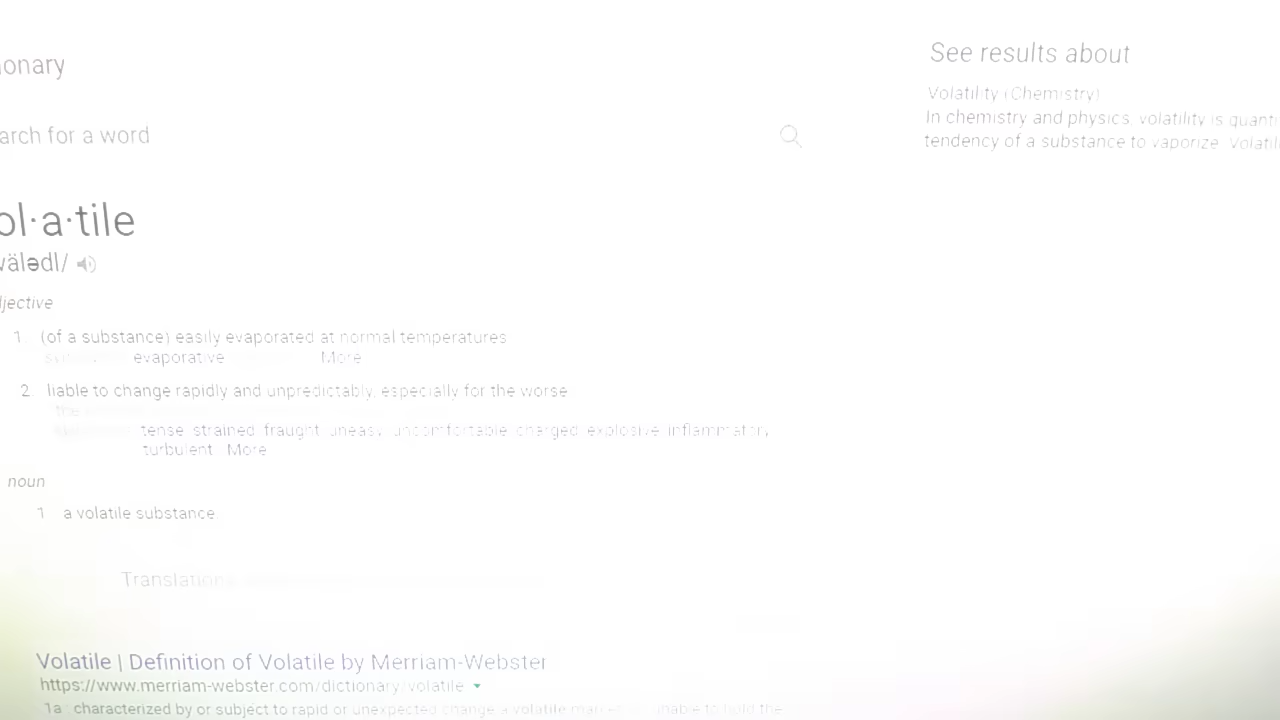 onary
See results about
Volatility (Chemistry)
In chemistry and physics, volatility is quanti
tendency of a substance to vaporize. Volatil
arch for a word
ol·a·tile
välədl/
djective
1. (of a substance) easily evaporated at normal temperatures
evaporative More
2. liable to change rapidly and unpredictably, especially for the worse
the
tense strained fraught uneasy uncomfortable charged explosive inflammatory
turbulent More
noun
1 a volatile substance.
Translations
Volatile | Definition of Volatile by Merriam-Webster
https://www.merriam-webster.com/dictionary/volatile
1a : characterized by or subject to rapid or unexpected change a volatile market unable to hold the